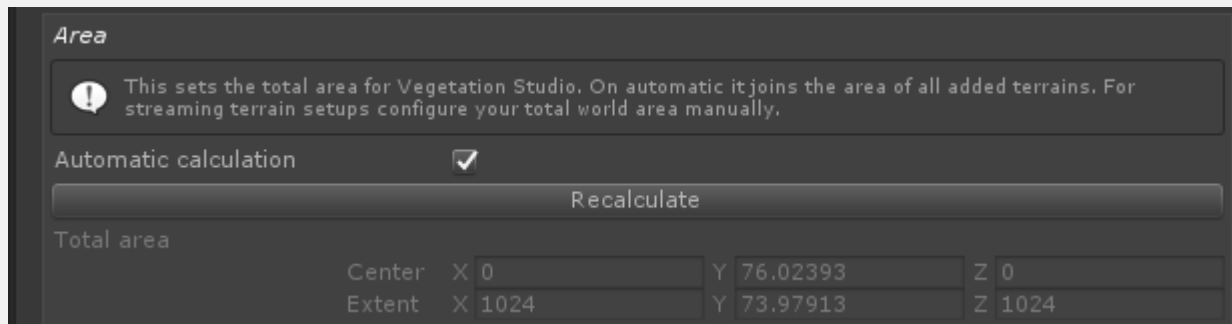 Area
This sets the total area for Vegetation Studio. On automatic it joins the area of all added terrains. For
streaming terrain setups configure your total world area manually.
Automatic calculation
Recalculate
Total area
Center X 0 Y 76.02393 Z 0
Extent X 1024 Y 73.97913 Z 1024